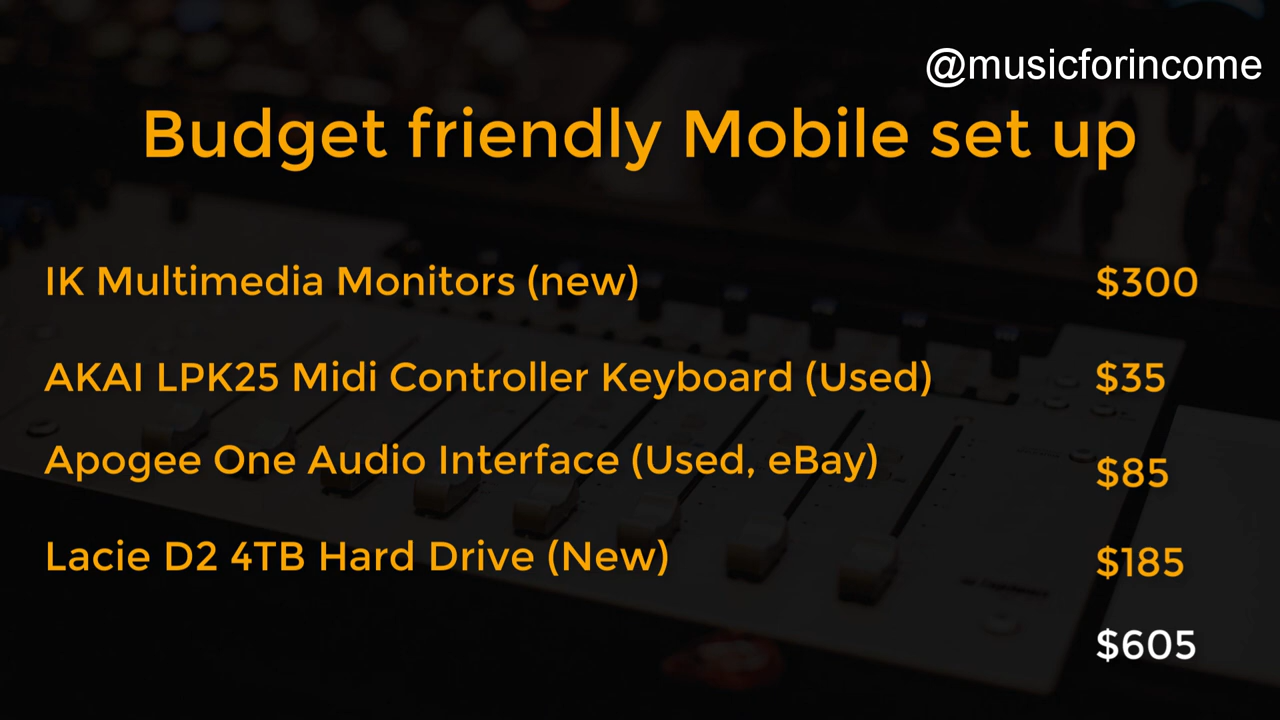 @musicforincome
Budget friendly Mobile set up
IK Multimedia Monitors (new) $300
AKAI LPK25 Midi Controller Keyboard (Used) $35
Apogee One Audio Interface (Used, eBay) $85
Lacie D2 4TB Hard Drive (New) $185
$605